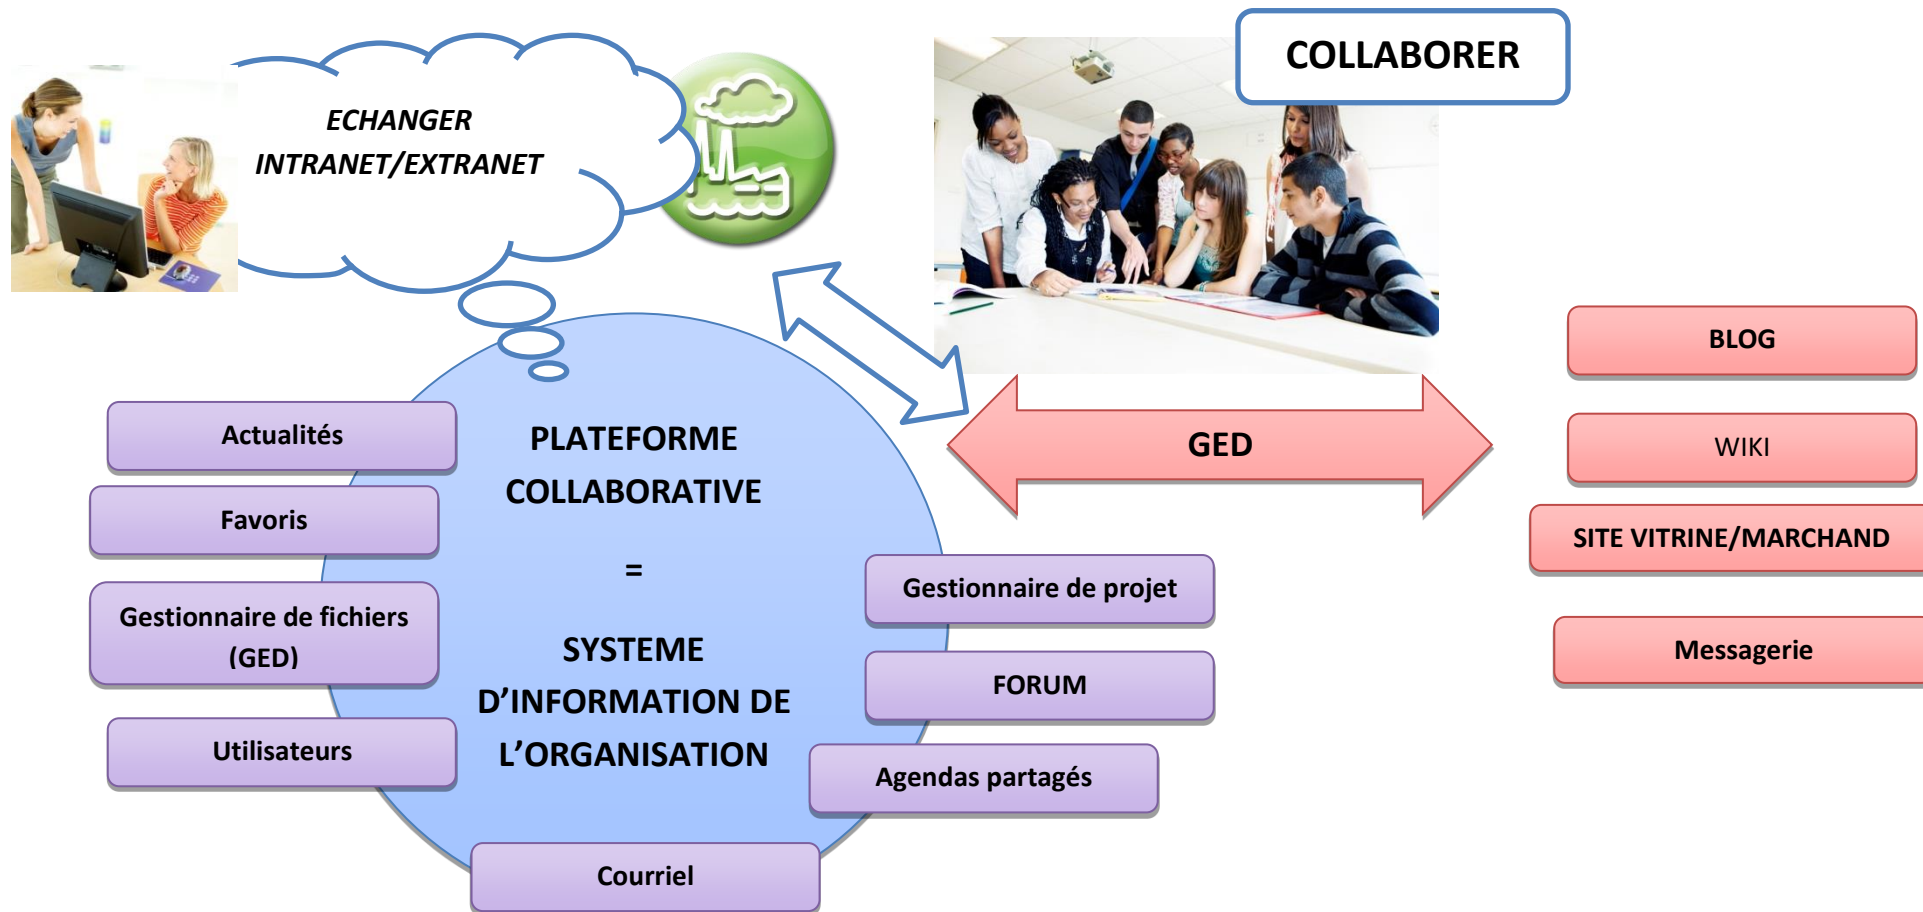 COLLABORER
ECHANGER
INTRANET/EXTRANET
BLOG
WIKI
SITE VITRINE/MARCHAND
Messagerie
GED
PLATEFORME
COLLABORATIVE
=
SYSTEME
D’INFORMATION DE
L’ORGANISATION
Actualités
Favoris
Gestionnaire de fichiers
(GED)
Utilisateurs
Gestionnaire de projet
FORUM
Agendas partagés
Courriel